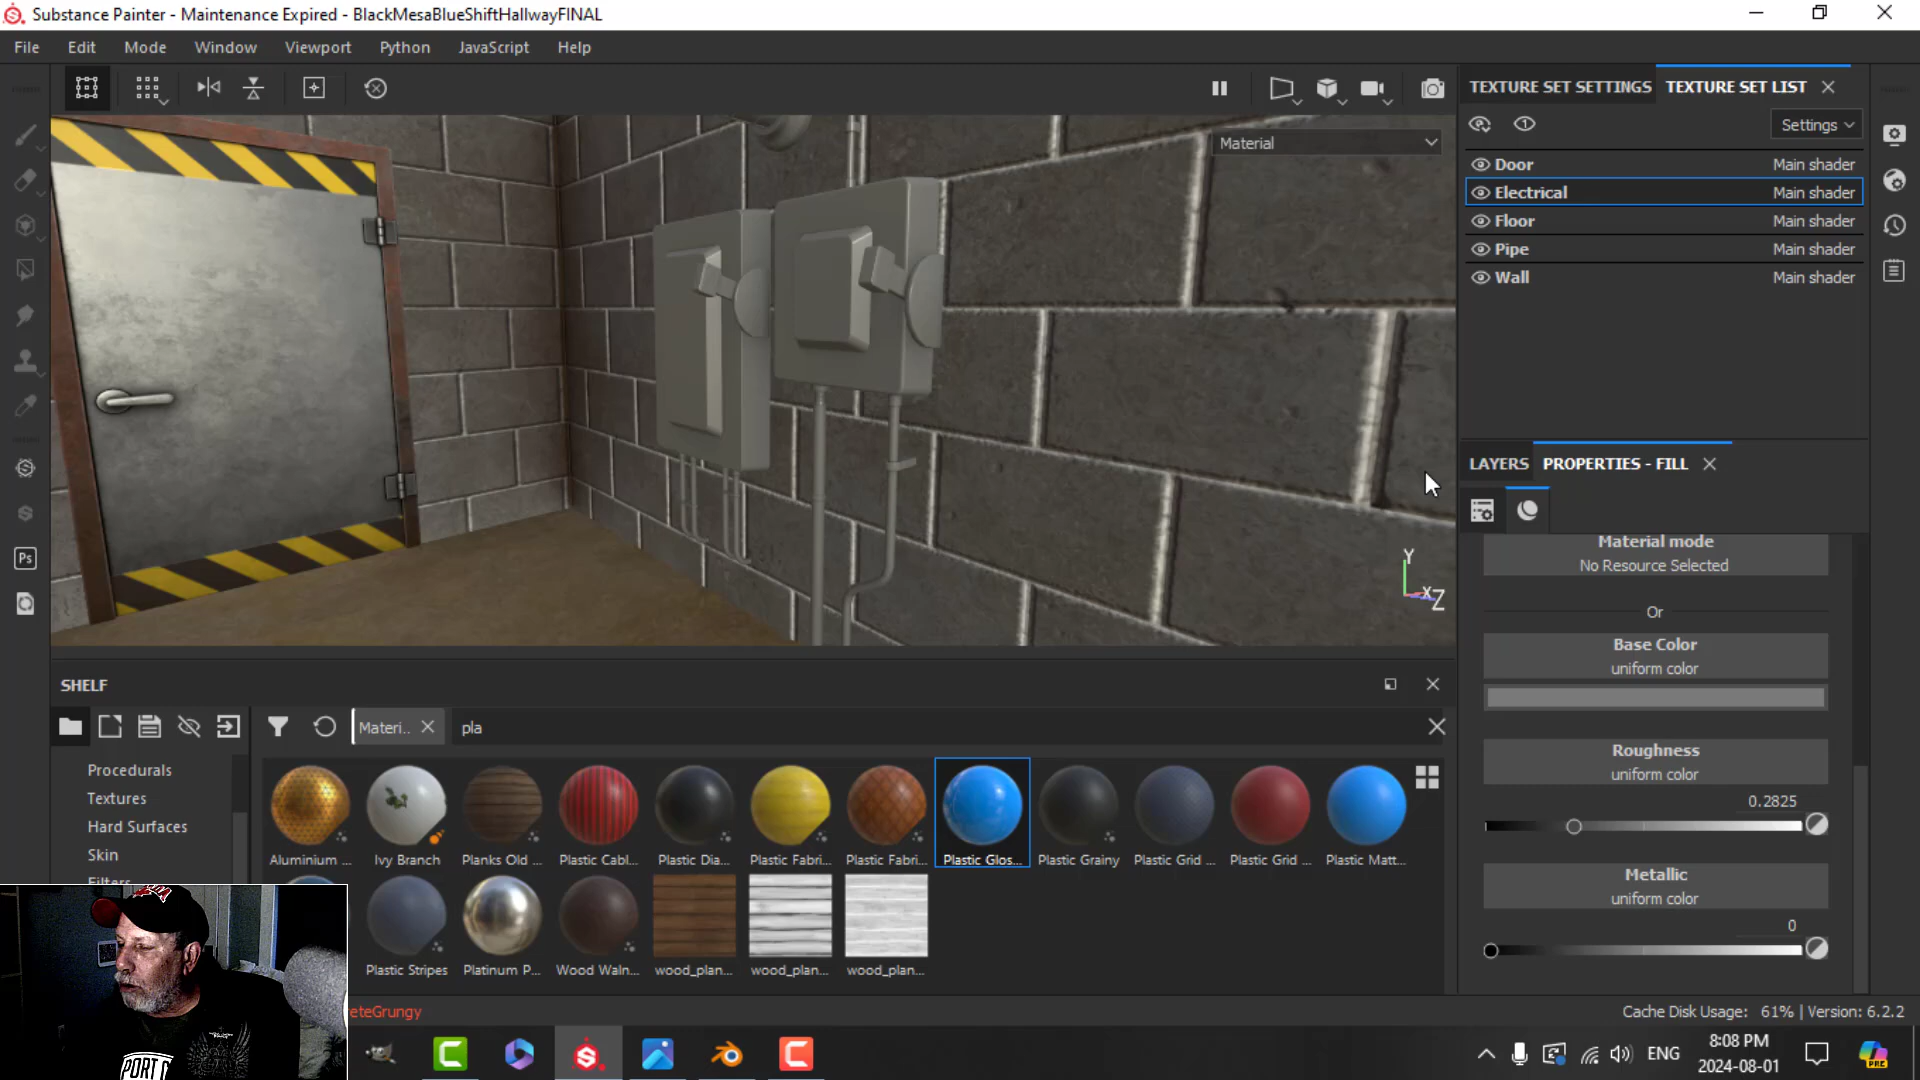 Substance Painter - Maintenance Expired - BlackMesaBlueShiftHallwayFINAL
File Edit Mode Window Viewport Python JavaScript Help
TEXTURE SET SETTINGS TEXTURE SET LIST
Settings
Material
Door Main shader
Electrical Main shader
Floor Main shader
Pipe Main shader
Wall Main shader
LAYERS PROPERTIES - FILL
Material mode
No Resource Selected
Or
Base Color
uniform color
Roughness
uniform color
0.2825
Metallic
uniform color
0
Y
X
Z
SHELF
Materi.. pla
Procedurals
Textures
Hard Surfaces
Skin
Filters
Aluminium ... Ivy Branch Planks Old ... Plastic Cabl... Plastic Dia... Plastic Fabri... Plastic Fabri... Plastic Glos... Plastic Grainy Plastic Grid ... Plastic Grid ... Plastic Matt...
Plastic Stripes Platinum P... Wood Waln... wood_plan... wood_plan... wood_plan...
eteGrungy
Cache Disk Usage: 61% | Version: 6.2.2
Ps
PORT
ENG
8:08 PM
2024-08-01
PRE